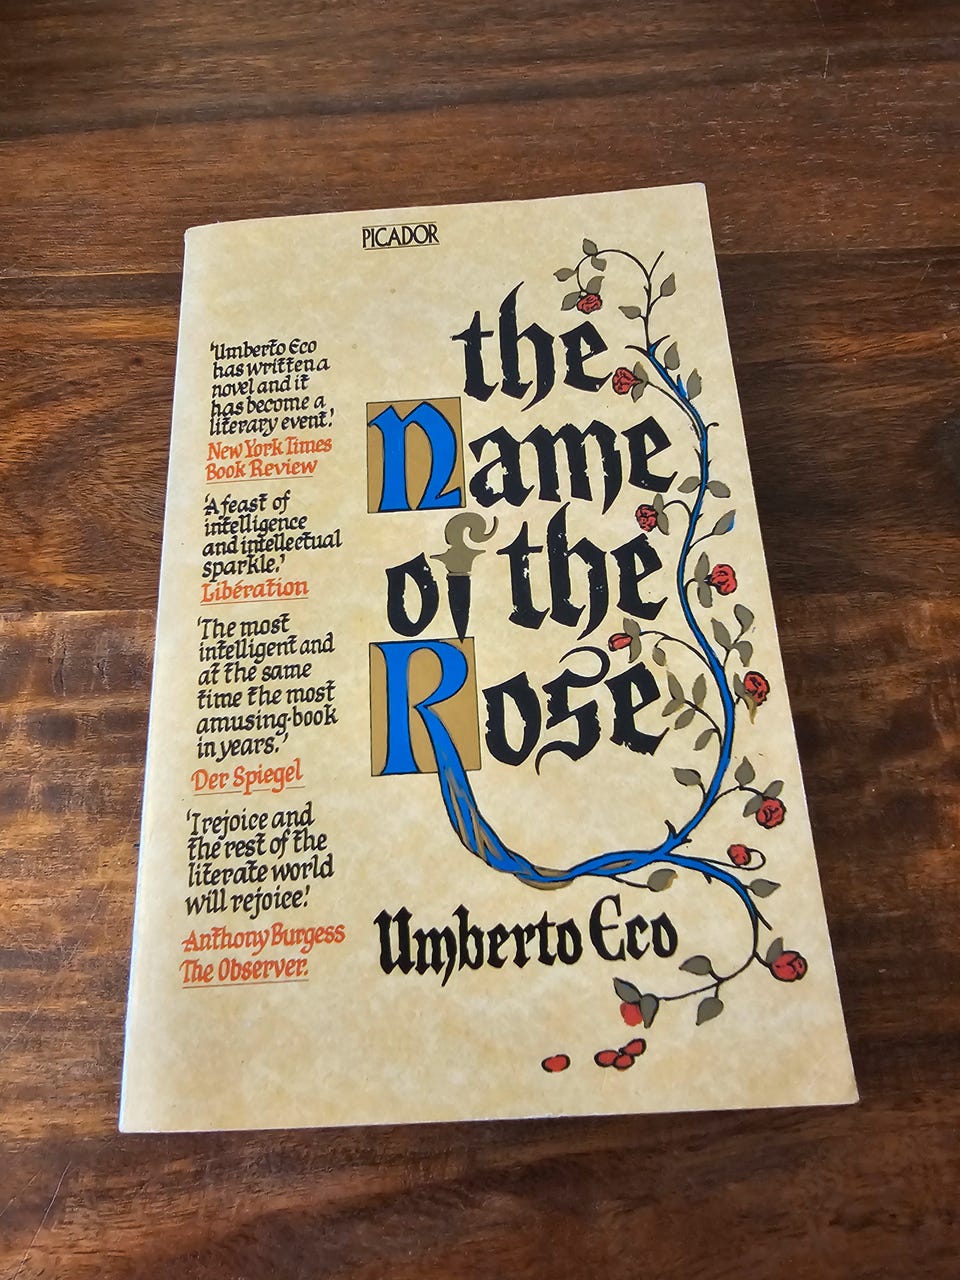 PICADOR
the
Name
of the
Rose
Umberto Eco
'Umberto Eco
has written a
novel and it
has become a
literary event.'
New York Times
Book Review
'A feast of
intelligence
and intellectual
sparkle.'
Libération
'The most
intelligent and
at the same
time the most
amusing book
in years.'
Der Spiegel
'I rejoice and
the rest of the
literate world
will rejoice.'
Anthony Burgess
The Observer.